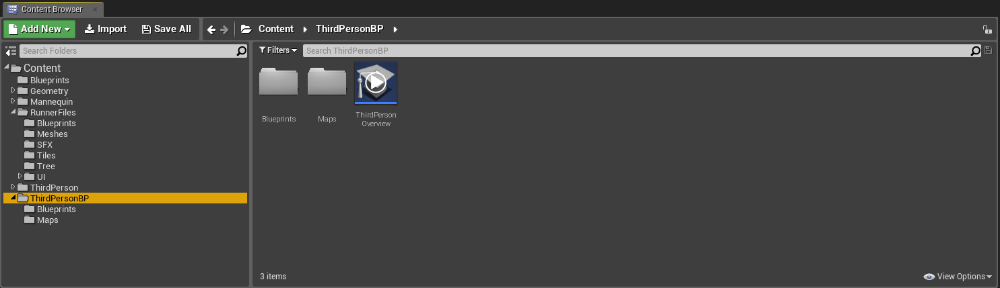 Content Browser
Add New Import Save All Content ThirdPersonBP
Search Folders
Content
Blueprints
Geometry
Mannequin
RunnerFiles
Blueprints
Meshes
SFX
Tiles
Tree
UI
ThirdPerson
ThirdPersonBP
Blueprints
Maps
Filters Search ThirdPersonBP
Blueprints
Maps
ThirdPerson
Overview
3 items
View Options